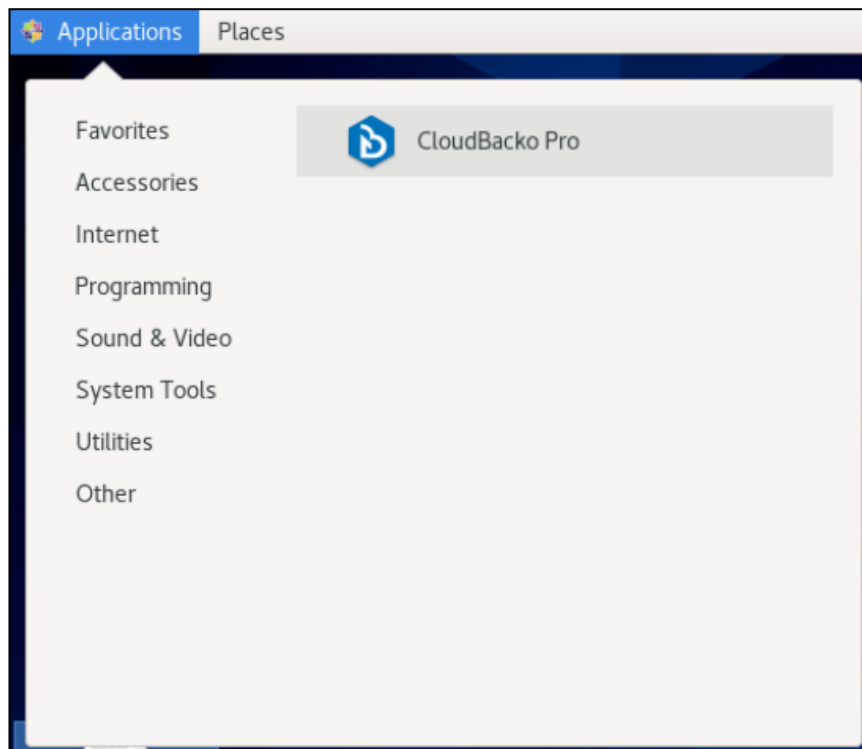 Applications Places
Favorites
CloudBacko Pro
Accessories
Internet
Programming
Sound & Video
System Tools
Utilities
Other